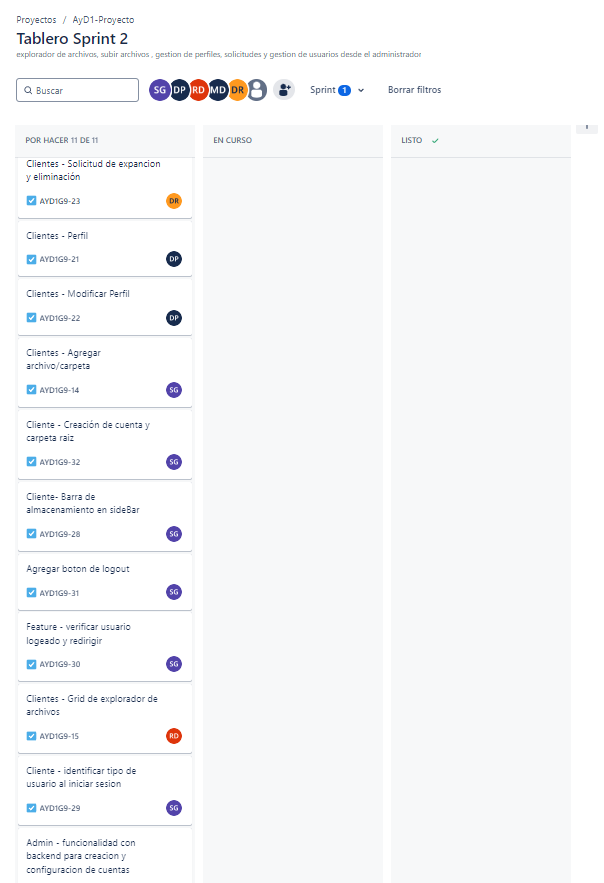 Proyectos / AyD1-Proyecto
Tablero Sprint 2
explorador de archivos, subir archivos , gestion de perfiles, solicitudes y gestion de usuarios desde el administrador
Buscar
SG DP RD MD DR
Sprint 1
Borrar filtros
POR HACER 11 DE 11
EN CURSO
LISTO
Clientes - Solicitud de expancion
y eliminación
AYD1G9-23
DR
Clientes - Perfil
AYD1G9-21
DP
Clientes - Modificar Perfil
AYD1G9-22
DP
Clientes - Agregar
archivo/carpeta
AYD1G9-14
SG
Cliente - Creación de cuenta y
carpeta raiz
AYD1G9-32
SG
Cliente- Barra de
almacenamiento en sideBar
AYD1G9-28
SG
Agregar boton de logout
AYD1G9-31
SG
Feature - verificar usuario
logeado y redirigir
AYD1G9-30
SG
Clientes - Grid de explorador de
archivos
AYD1G9-15
RD
Cliente - identificar tipo de
usuario al iniciar sesion
AYD1G9-29
SG
Admin - funcionalidad con
backend para creacion y
configuracion de cuentas